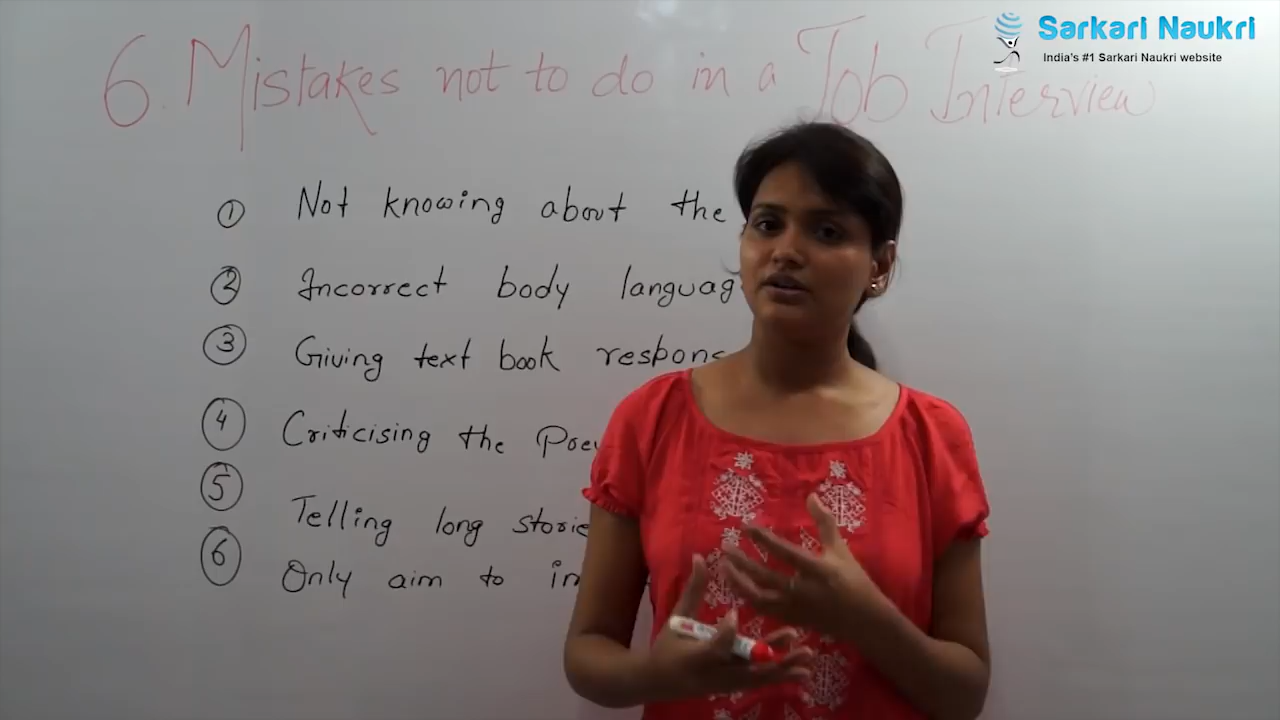 Sarkari Naukri
India's #1 Sarkari Naukri website
6. Mistakes not to do in a Job Interview
1 Not knowing about the
2 Incorrect body languag
3 Giving text book respons
4 Criticising the
5 Telling long storie
6 Only aim to